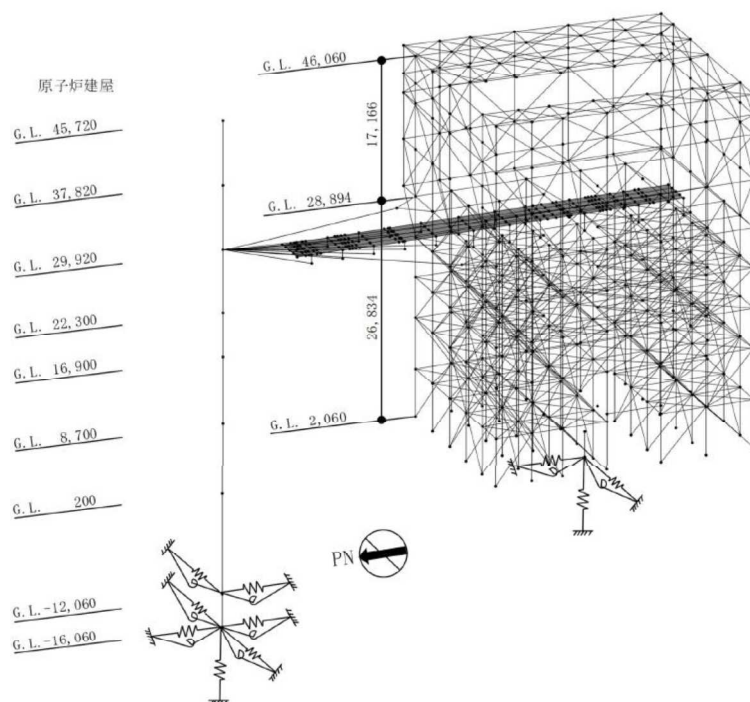 原子炉建屋
G.L. 45,720
G.L. 37,820
G.L. 29,920
G.L. 22,300
G.L. 16,900
G.L. 8,700
G.L. 200
G.L.-12,060
G.L.-16,060
G.L. 46,060
17,166
G.L. 28,894
26,834
G.L. 2,060
PN